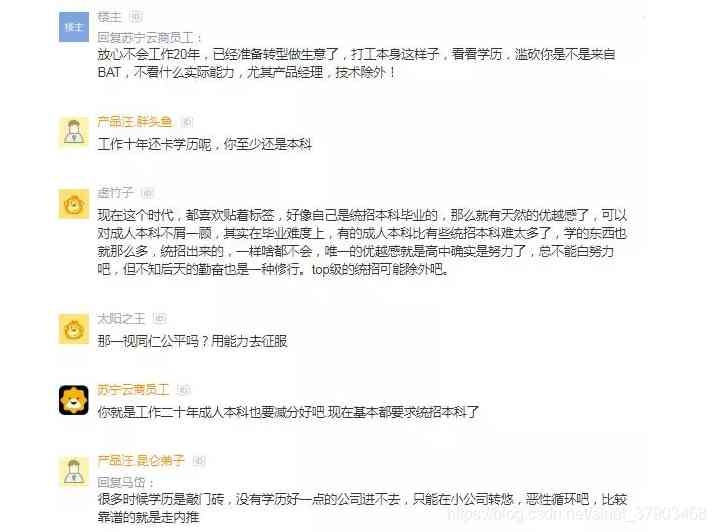 楼主
楼主
回复苏宁云商员工：
放心不会工作20年，已经准备转型做生意了，打工本身这样子，看看学历，滥砍你是不是来自
BAT，不看什么实际能力，尤其产品经理，技术除外！
产品汪.胖头鱼
工作十年还卡学历呢，你至少还是本科
虚竹子
现在这个时代，都喜欢贴着标签，好像自己是统招本科毕业的，那么就有天然的优越感了，可以
对成人本科不屑一顾，其实在毕业难度上，有的成人本科比有些统招本科难太多了，学的东西也
就那么多，统招出来的，一样啥都不会，唯一的优越感就是高中确实是努力了，总不能白努力
吧，但不知后天的勤奋也是一种修行。top级的统招可能除外吧。
太阳之王
那一视同仁公平吗？用能力去征服
苏宁云商员工
你就是工作二十年成人本科也要减分好吧.现在基本都要求统招本科了
产品汪.昆仑弟子
回复马岱：
很多时候学历是敲门砖，没有学历好一点的公司进不去，只能在小公司转悠，恶性循环吧，比较
靠谱的就是走内推
https://blog.csdn.net/sinat_37903468